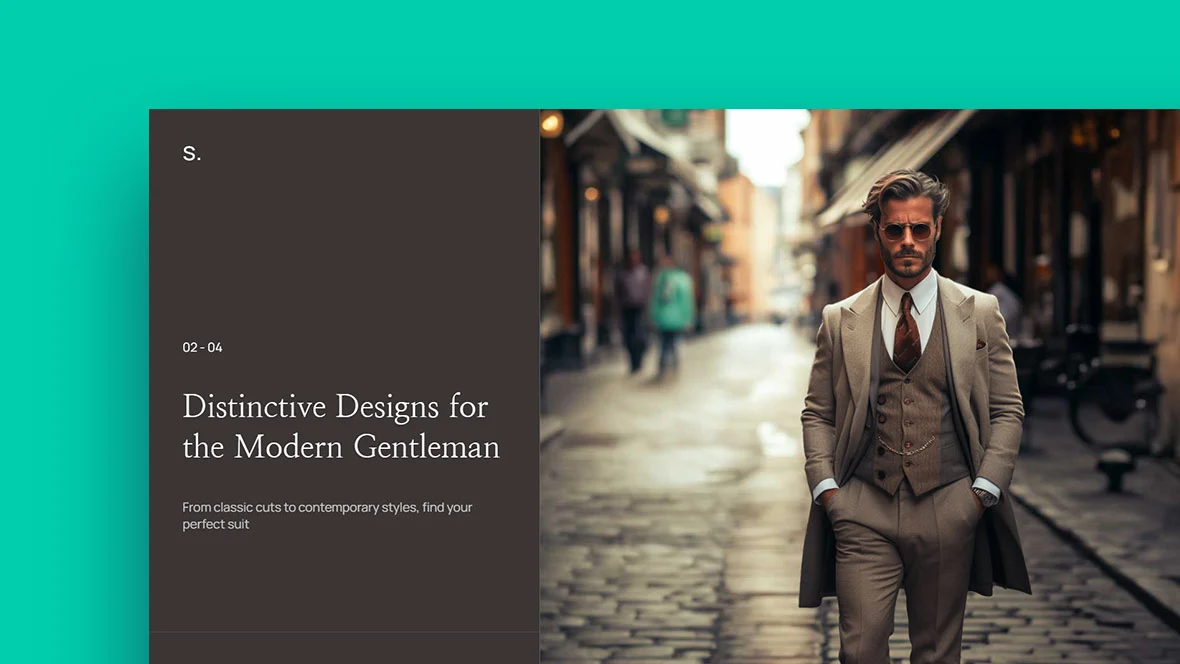 s.
02 - 04
Distinctive Designs for
the Modern Gentleman
From classic cuts to contemporary styles, find your
perfect suit